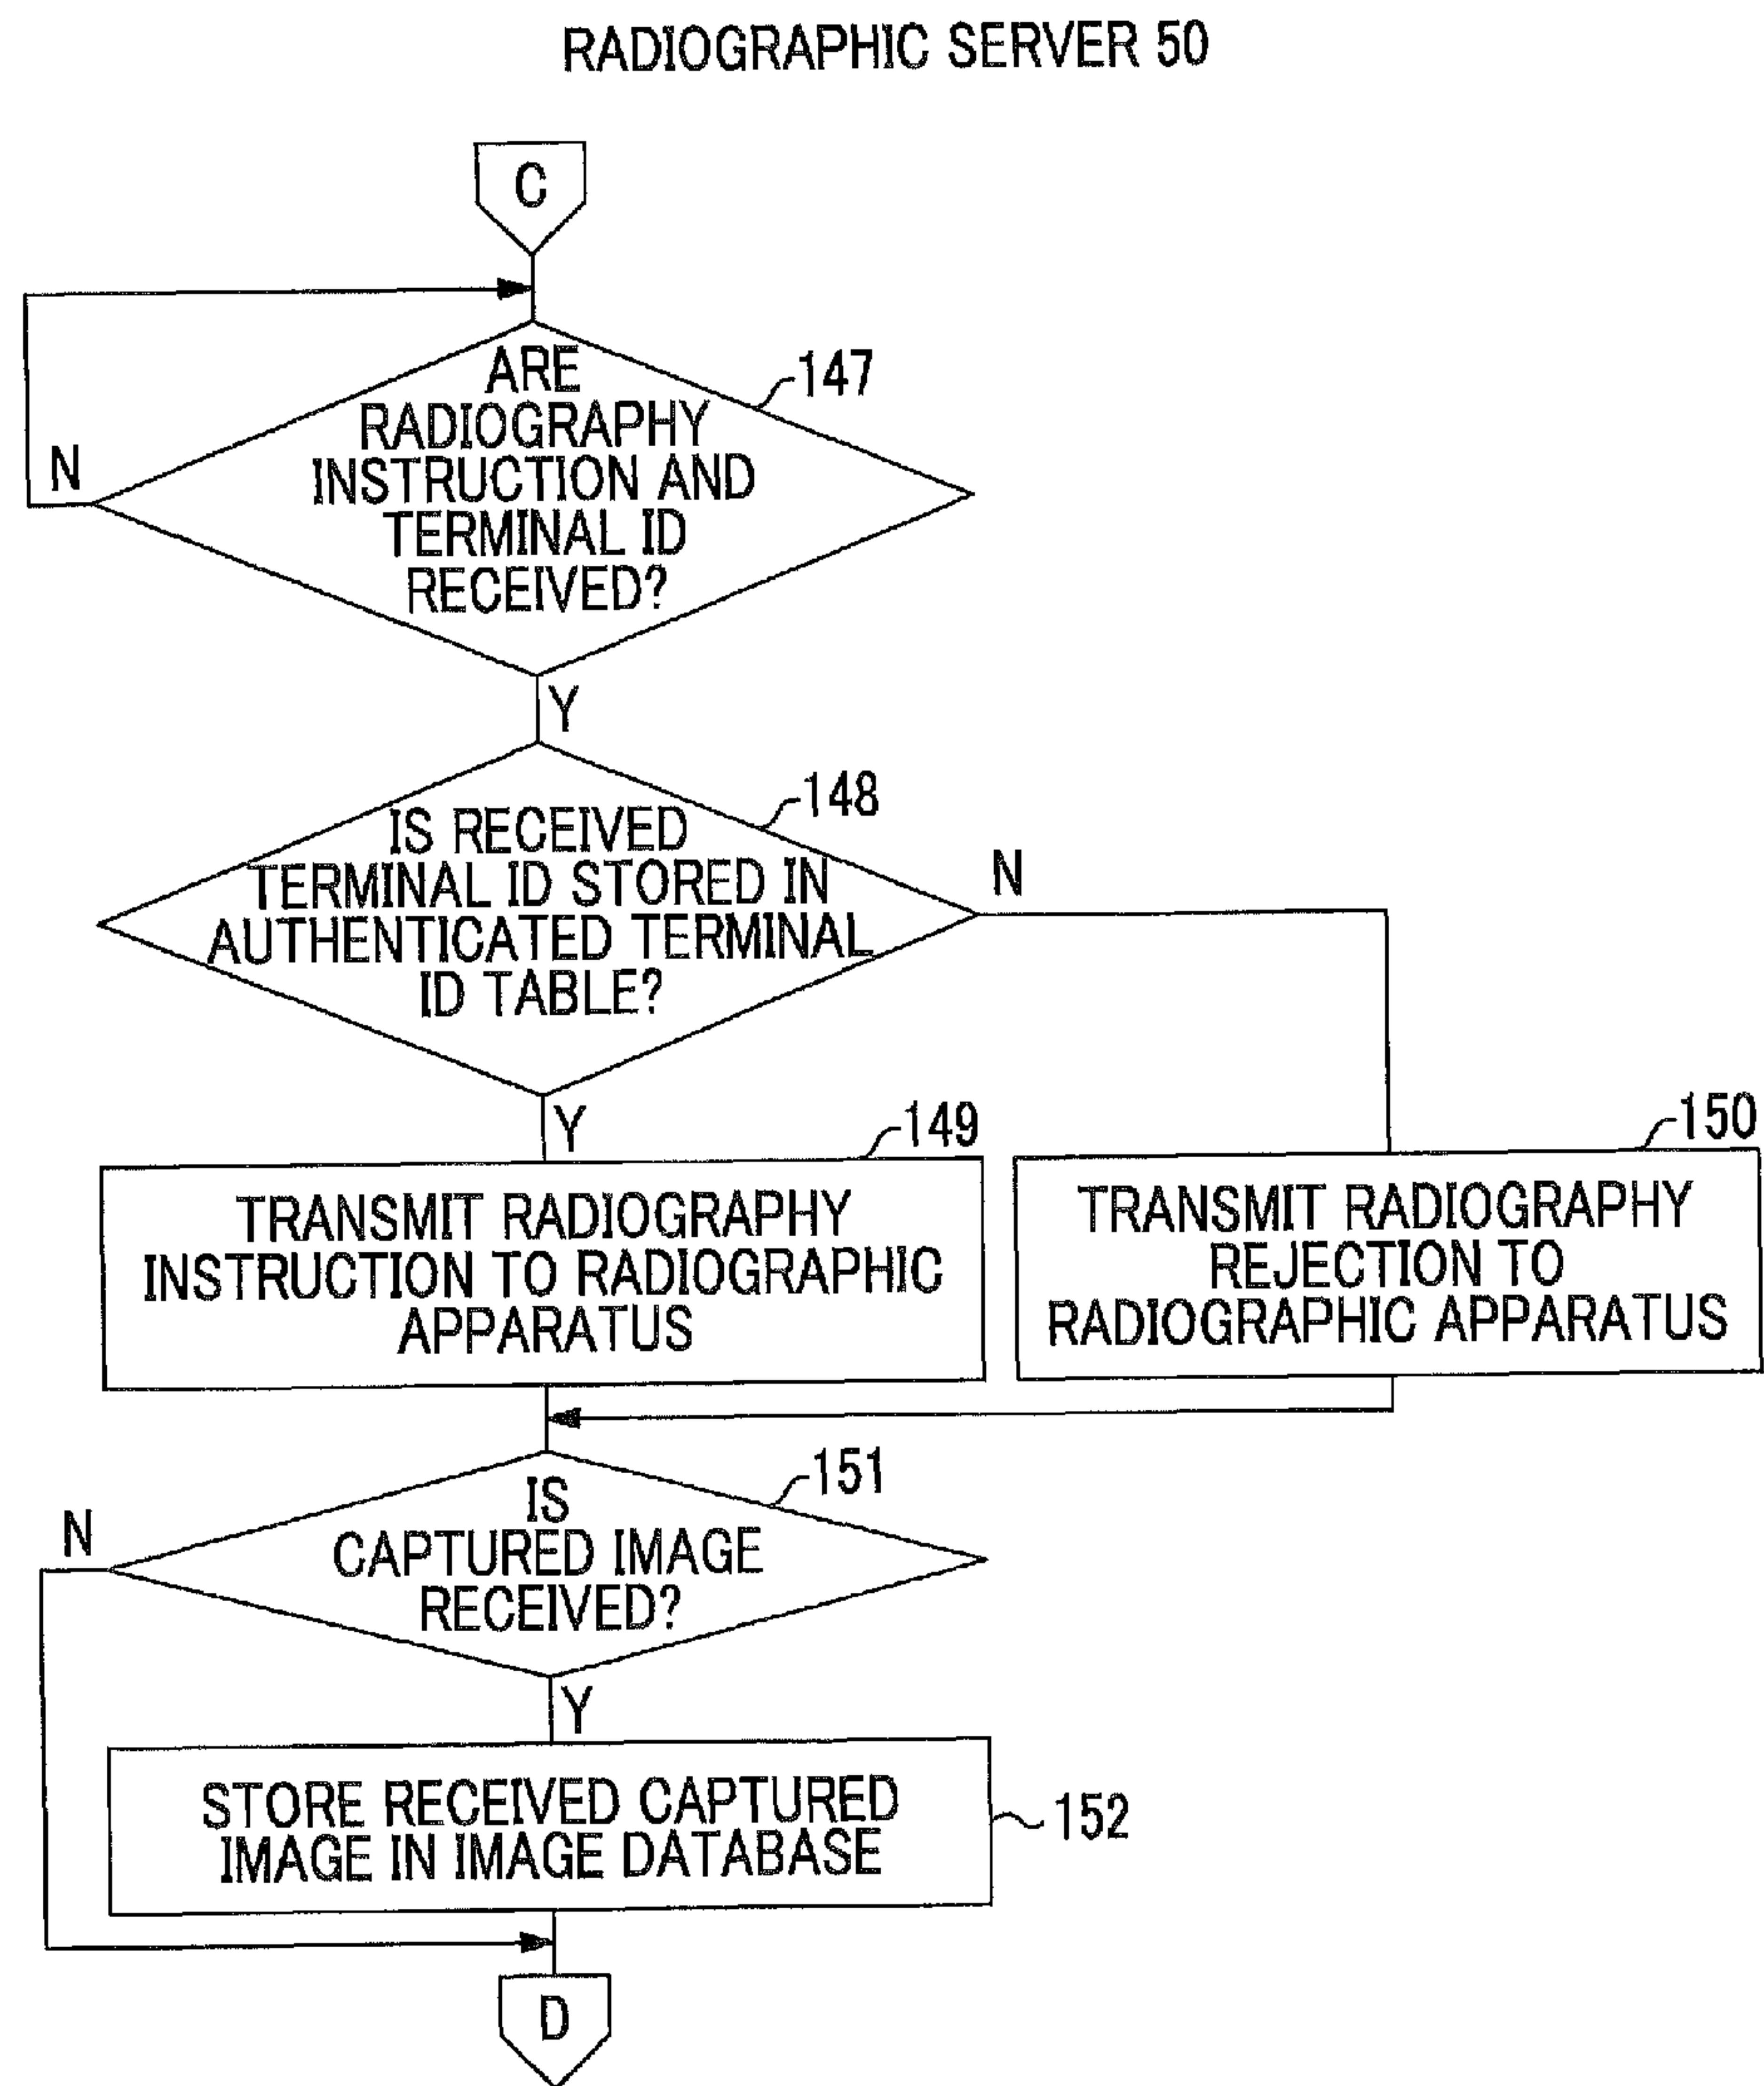 RADIOGRAPHIC SERVER 50
C
ARE
RADIOGRAPHY
INSTRUCTION AND
TERMINAL ID
RECEIVED?
147
N
Y
IS RECEIVED
TERMINAL ID STORED IN
AUTHENTICATED TERMINAL
ID TABLE?
148
N
Y
149
TRANSMIT RADIOGRAPHY
INSTRUCTION TO RADIOGRAPHIC
APPARATUS
150
TRANSMIT RADIOGRAPHY
REJECTION TO
RADIOGRAPHIC APPARATUS
IS
CAPTURED IMAGE
RECEIVED?
151
N
Y
STORE RECEIVED CAPTURED
IMAGE IN IMAGE DATABASE
152
D